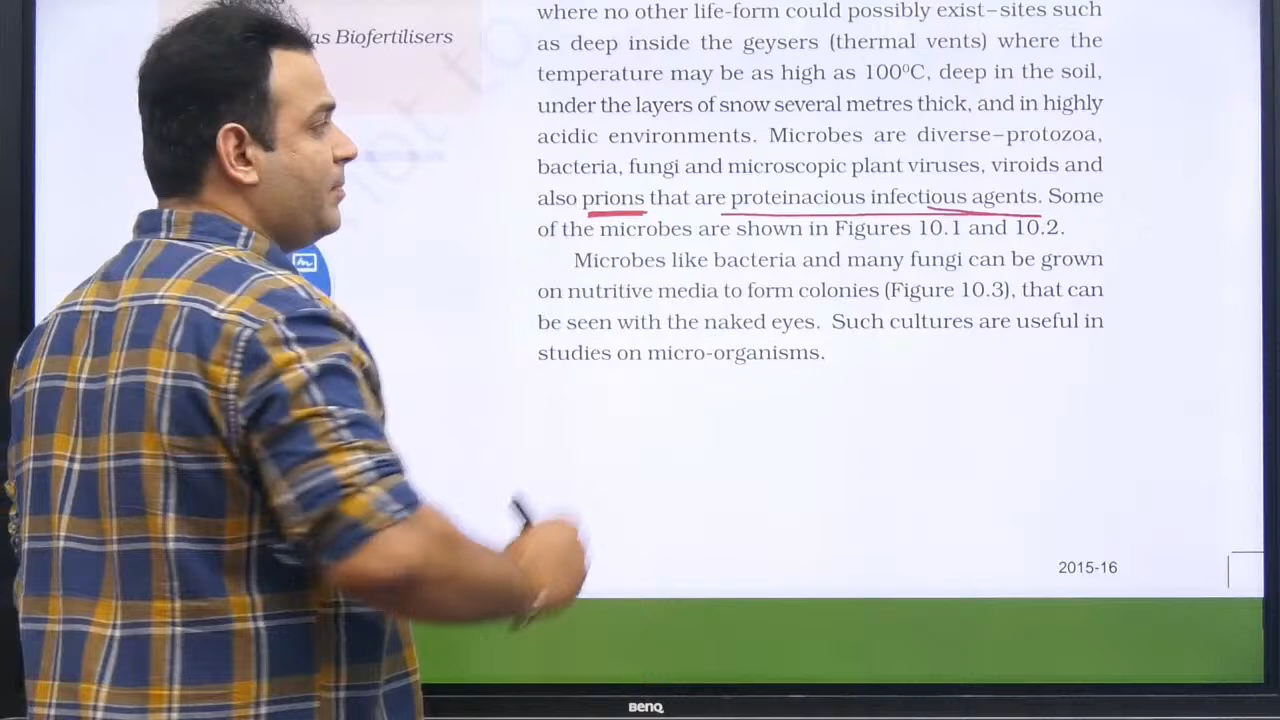 as Biofertilisers
where no other life-form could possibly exist–sites such
as deep inside the geysers (thermal vents) where the
temperature may be as high as 100⁰C, deep in the soil,
under the layers of snow several metres thick, and in highly
acidic environments. Microbes are diverse–protozoa,
bacteria, fungi and microscopic plant viruses, viroids and
also prions that are proteinacious infectious agents. Some
of the microbes are shown in Figures 10.1 and 10.2.
Microbes like bacteria and many fungi can be grown
on nutritive media to form colonies (Figure 10.3), that can
be seen with the naked eyes. Such cultures are useful in
studies on micro-organisms.
2015-16
BENQ